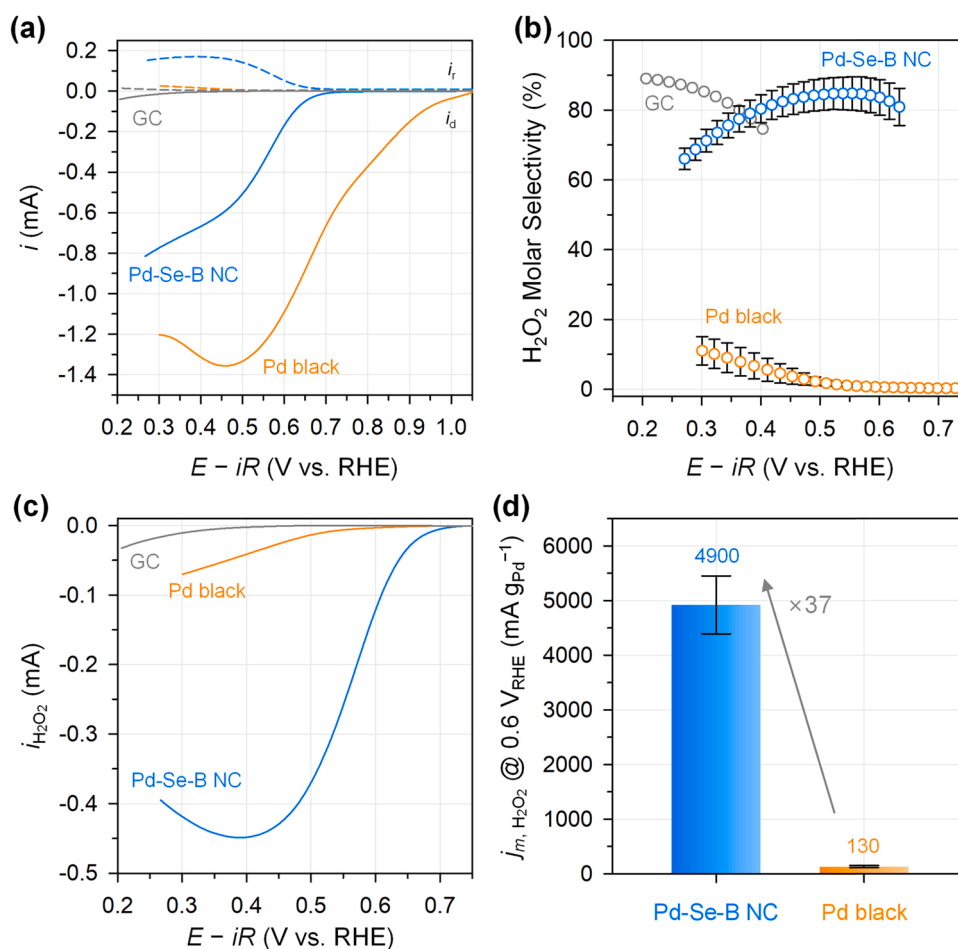 (a)
0.2
0.0
-0.2
-0.4
-0.6
-0.8
-1.0
-1.2
-1.4
i (mA)
i_r
i_d
GC
Pd-Se-B NC
Pd black
0.2 0.3 0.4 0.5 0.6 0.7 0.8 0.9 1.0
E − iR (V vs. RHE)
(b)
100
80
60
40
20
0
H₂O₂ Molar Selectivity (%)
Pd-Se-B NC
GC
Pd black
0.2 0.3 0.4 0.5 0.6 0.7
E − iR (V vs. RHE)
(c)
0.0
-0.1
-0.2
-0.3
-0.4
-0.5
i_H₂O₂ (mA)
GC
Pd black
Pd-Se-B NC
0.2 0.3 0.4 0.5 0.6 0.7
E − iR (V vs. RHE)
(d)
6000
5000
4000
3000
2000
1000
0
j_m, H₂O₂ @ 0.6 V_RHE (mA g_Pd⁻¹)
4900
×37
130
Pd-Se-B NC Pd black